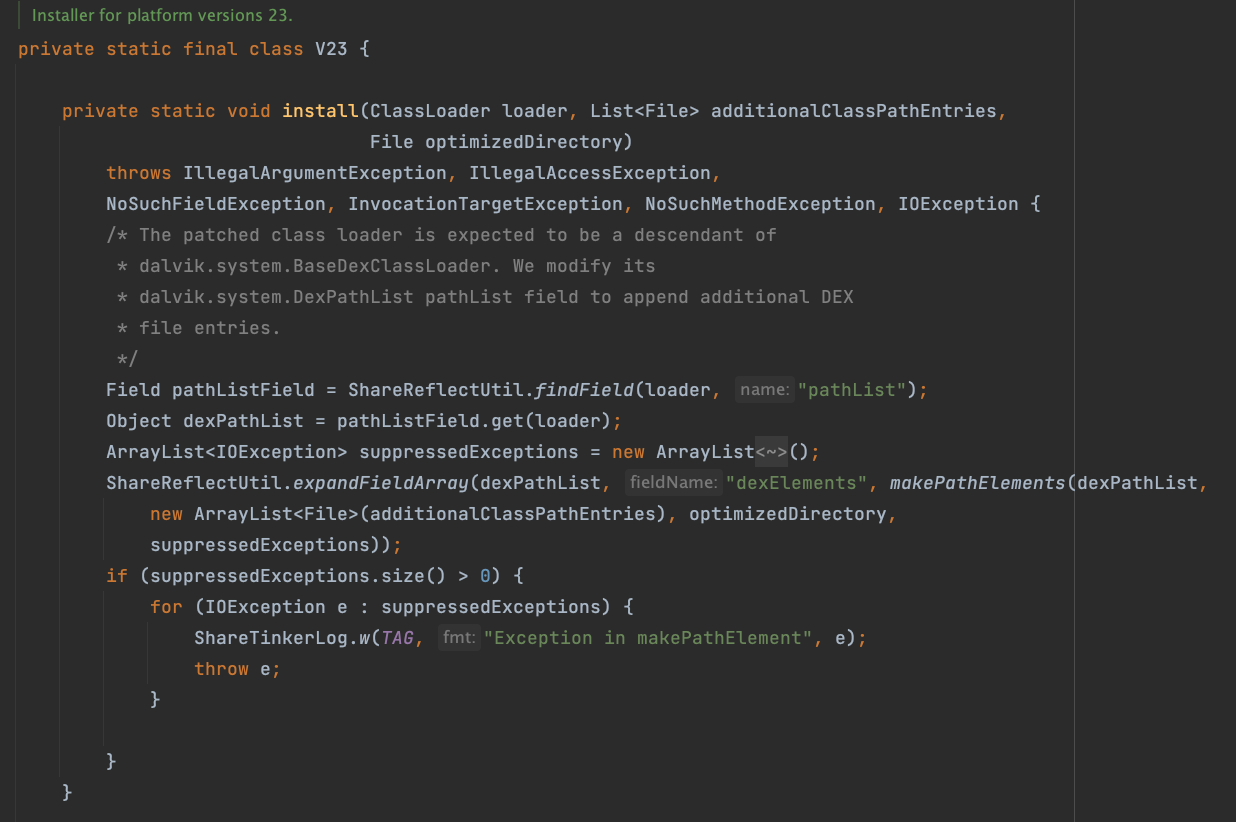 Installer for platform versions 23.
private static final class V23 {
private static void install(ClassLoader loader, List<File> additionalClassPathEntries,
File optimizedDirectory)
throws IllegalArgumentException, IllegalAccessException,
NoSuchFieldException, InvocationTargetException, NoSuchMethodException, IOException {
/* The patched class loader is expected to be a descendant of
* dalvik.system.BaseDexClassLoader. We modify its
* dalvik.system.DexPathList pathList field to append additional DEX
* file entries.
*/
Field pathListField = ShareReflectUtil.findField(loader, name: "pathList");
Object dexPathList = pathListField.get(loader);
ArrayList<IOException> suppressedExceptions = new ArrayList<~>();
ShareReflectUtil.expandFieldArray(dexPathList, fieldName: "dexElements", makePathElements(dexPathList,
new ArrayList<File>(additionalClassPathEntries), optimizedDirectory,
suppressedExceptions));
if (suppressedExceptions.size() > 0) {
for (IOException e : suppressedExceptions) {
ShareTinkerLog.w(TAG, fmt: "Exception in makePathElement", e);
throw e;
}
}
}